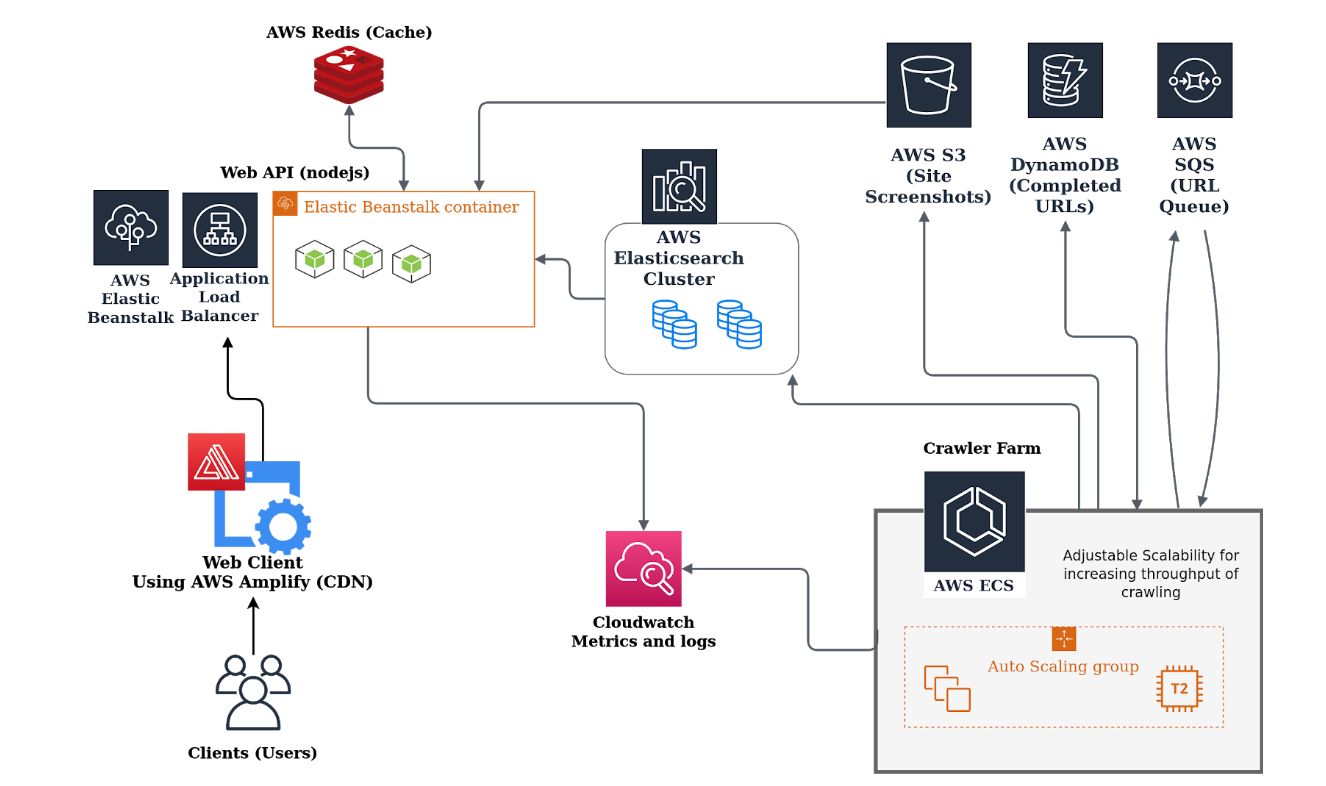 AWS Redis (Cache)
Web API (nodejs)
Elastic Beanstalk container
AWS
Elastic
Beanstalk
Application
Load
Balancer
AWS
Elasticsearch
Cluster
AWS S3
(Site
Screenshots)
AWS
DynamoDB
(Completed
URLs)
AWS
SQS
(URL
Queue)
Web Client
Using AWS Amplify (CDN)
Clients (Users)
Cloudwatch
Metrics and logs
Crawler Farm
AWS ECS
Adjustable Scalability for
increasing throughput of
crawling
Auto Scaling group
T2